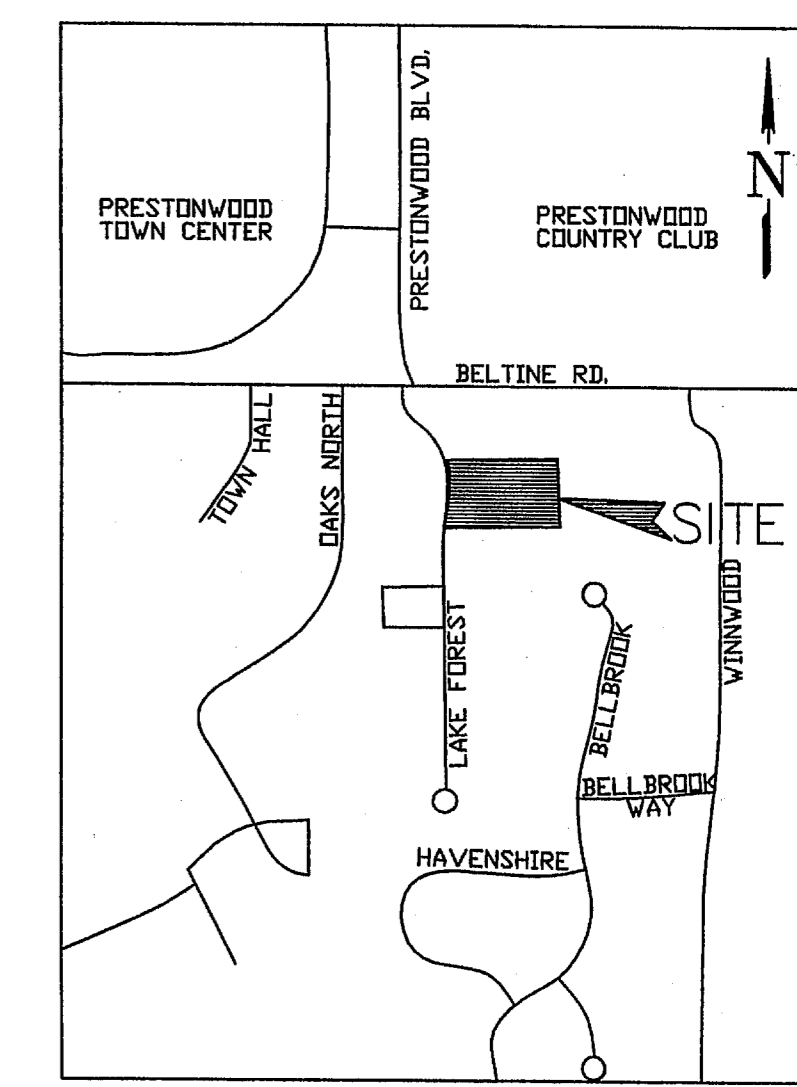 PRESTONWOOD BLVD.
N
PRESTONWOOD
TOWN CENTER
PRESTONWOOD
COUNTRY CLUB
BELTINE RD.
TOWN HALL
OAKS NORTH
SITE
WINNWOOD
LAKE FOREST
BELLBROOK
BELLBROOK
WAY
HAVENSHIRE